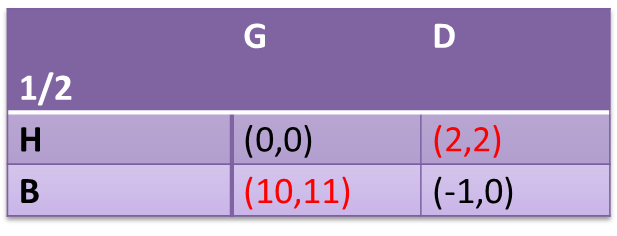 G D
1/2
H (0,0) (2,2)
B (10,11) (-1,0)